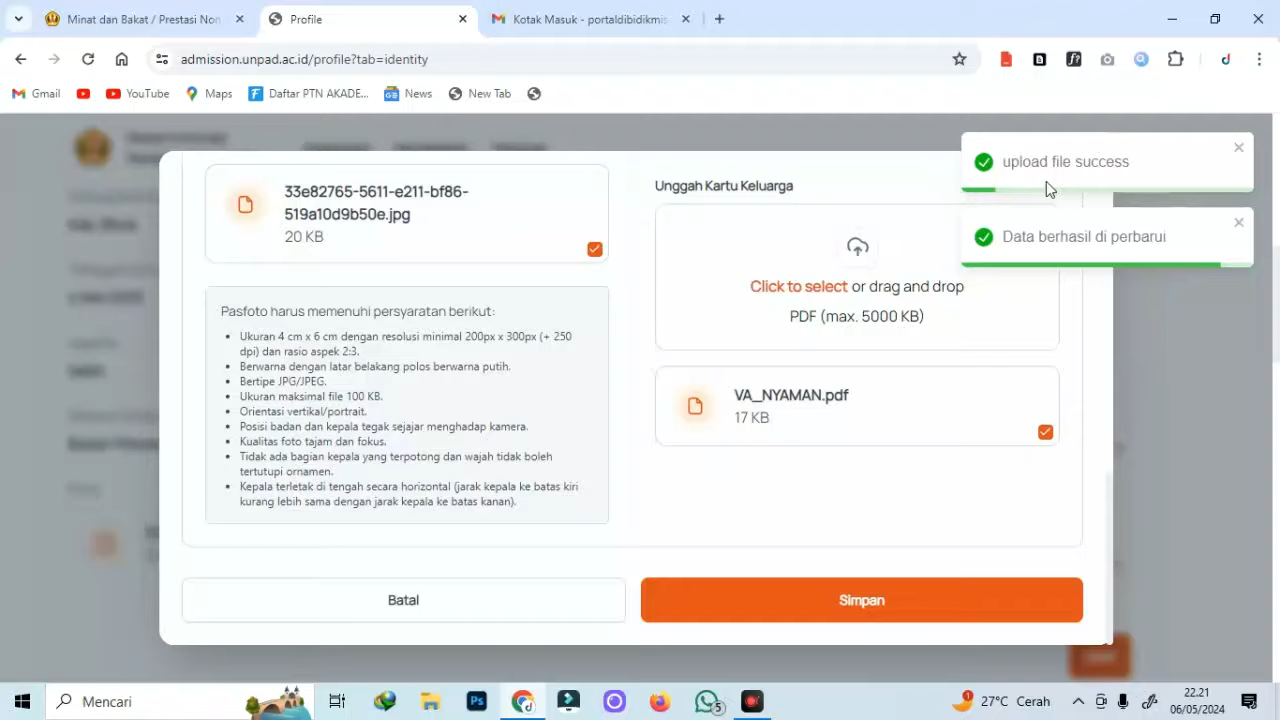 Minat dan Bakat / Prestasi Non
Profile
Kotak Masuk - portaldibidikmis
admission.unpad.ac.id/profile?tab=identity
Gmail
YouTube
Maps
Daftar PTN AKADE...
News
New Tab
upload file success
Data berhasil di perbarui
33e82765-5611-e211-bf86-
519a10d9b50e.jpg
20 KB
Pasfoto harus memenuhi persyaratan berikut:
Ukuran 4 cm x 6 cm dengan resolusi minimal 200px x 300px (+ 250
dpi) dan rasio aspek 2:3.
Berwarna dengan latar belakang polos berwarna putih.
Bertipe JPG/JPEG.
Ukuran maksimal file 100 KB.
Orientasi vertikal/portrait.
Posisi badan dan kepala tegak sejajar menghadap kamera.
Kualitas foto tajam dan fokus.
Tidak ada bagian kepala yang terpotong dan wajah tidak boleh
tertutupi ornamen.
Kepala terletak di tengah secara horizontal (jarak kepala ke batas kiri
kurang lebih sama dengan jarak kepala ke batas kanan).
Unggah Kartu Keluarga
Click to select or drag and drop
PDF (max. 5000 KB)
VA_NYAMAN.pdf
17 KB
Batal
Simpan
Mencari
Ps
5
1
27°C Cerah
22.21
06/05/2024